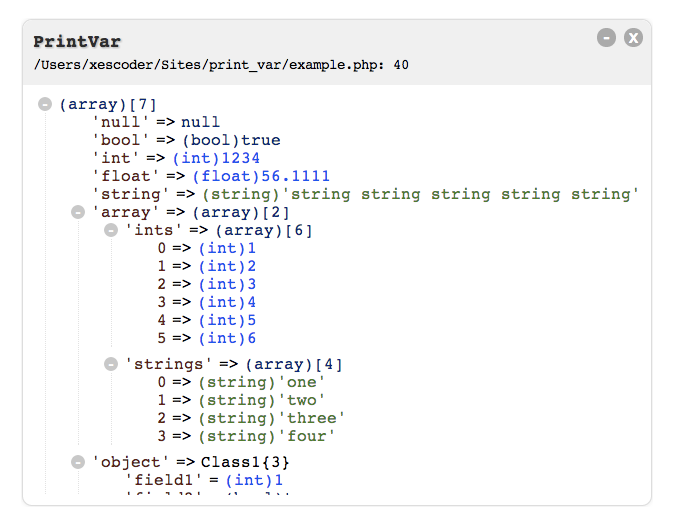 PrintVar
/Users/xescoder/Sites/print_var/example.php: 40
(array)[7]
'null' => null
'bool' => (bool)true
'int' => (int)1234
'float' => (float)56.1111
'string' => (string)'string string string string string'
'array' => (array)[2]
'ints' => (array)[6]
0 => (int)1
1 => (int)2
2 => (int)3
3 => (int)4
4 => (int)5
5 => (int)6
'strings' => (array)[4]
0 => (string)'one'
1 => (string)'two'
2 => (string)'three'
3 => (string)'four'
'object' => Class1{3}
'field1' = (int)1